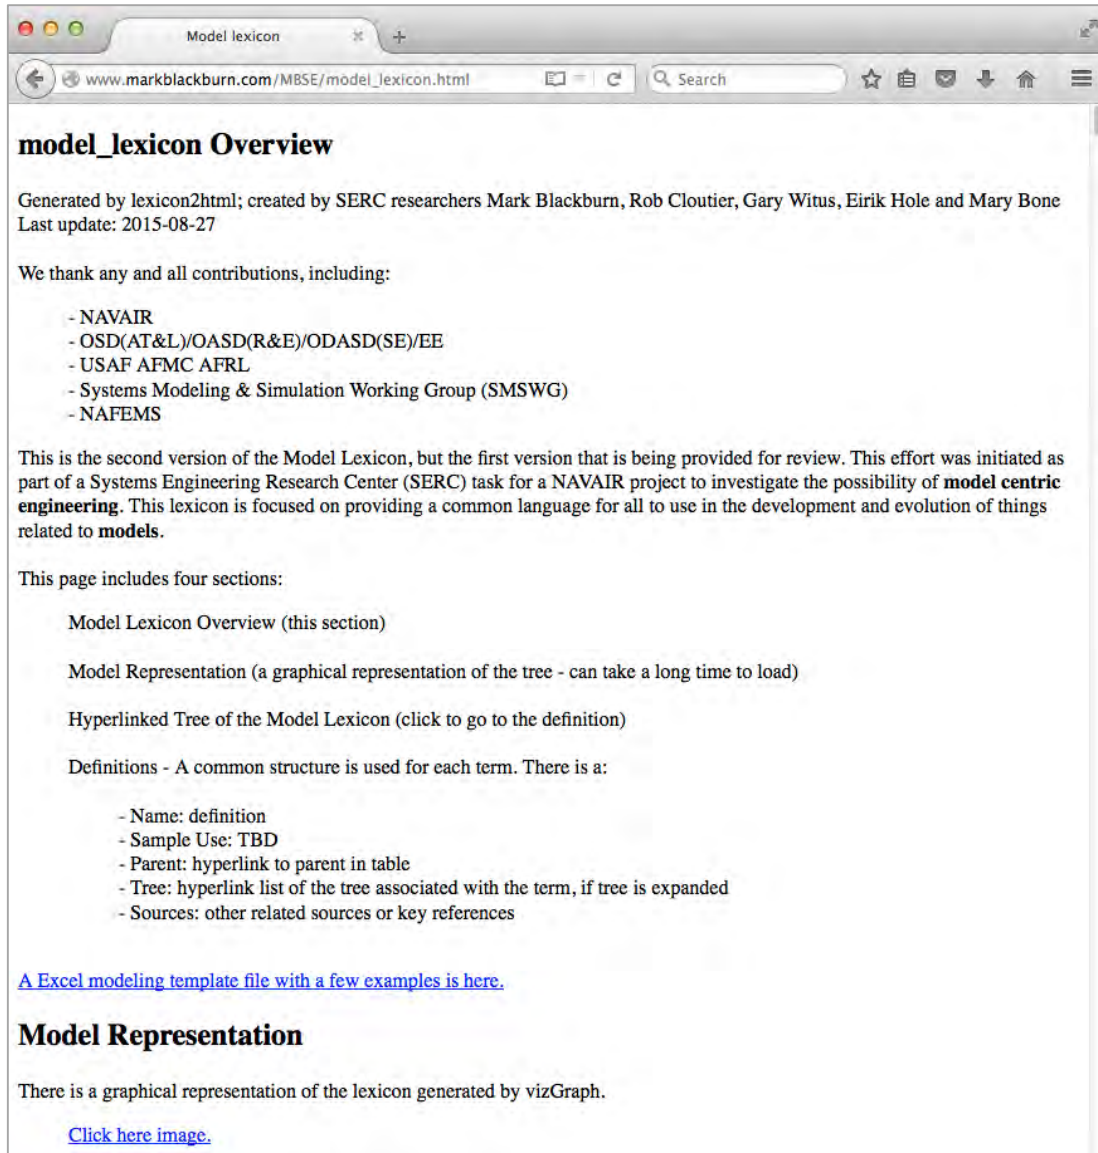 Model lexicon
www.markblackburn.com/MBSE/model_lexicon.html
Search
model_lexicon Overview
Generated by lexicon2html; created by SERC researchers Mark Blackburn, Rob Cloutier, Gary Witus, Eirik Hole and Mary Bone
Last update: 2015-08-27
We thank any and all contributions, including:
- NAVAIR
- OSD(AT&L)/OASD(R&E)/ODASD(SE)/EE
- USAF AFMC AFRL
- Systems Modeling & Simulation Working Group (SMSWG)
- NAFEMS
This is the second version of the Model Lexicon, but the first version that is being provided for review. This effort was initiated as
part of a Systems Engineering Research Center (SERC) task for a NAVAIR project to investigate the possibility of model centric
engineering. This lexicon is focused on providing a common language for all to use in the development and evolution of things
related to models.
This page includes four sections:
Model Lexicon Overview (this section)
Model Representation (a graphical representation of the tree - can take a long time to load)
Hyperlinked Tree of the Model Lexicon (click to go to the definition)
Definitions - A common structure is used for each term. There is a:
- Name: definition
- Sample Use: TBD
- Parent: hyperlink to parent in table
- Tree: hyperlink list of the tree associated with the term, if tree is expanded
- Sources: other related sources or key references
A Excel modeling template file with a few examples is here.
Model Representation
There is a graphical representation of the lexicon generated by vizGraph.
Click here image.